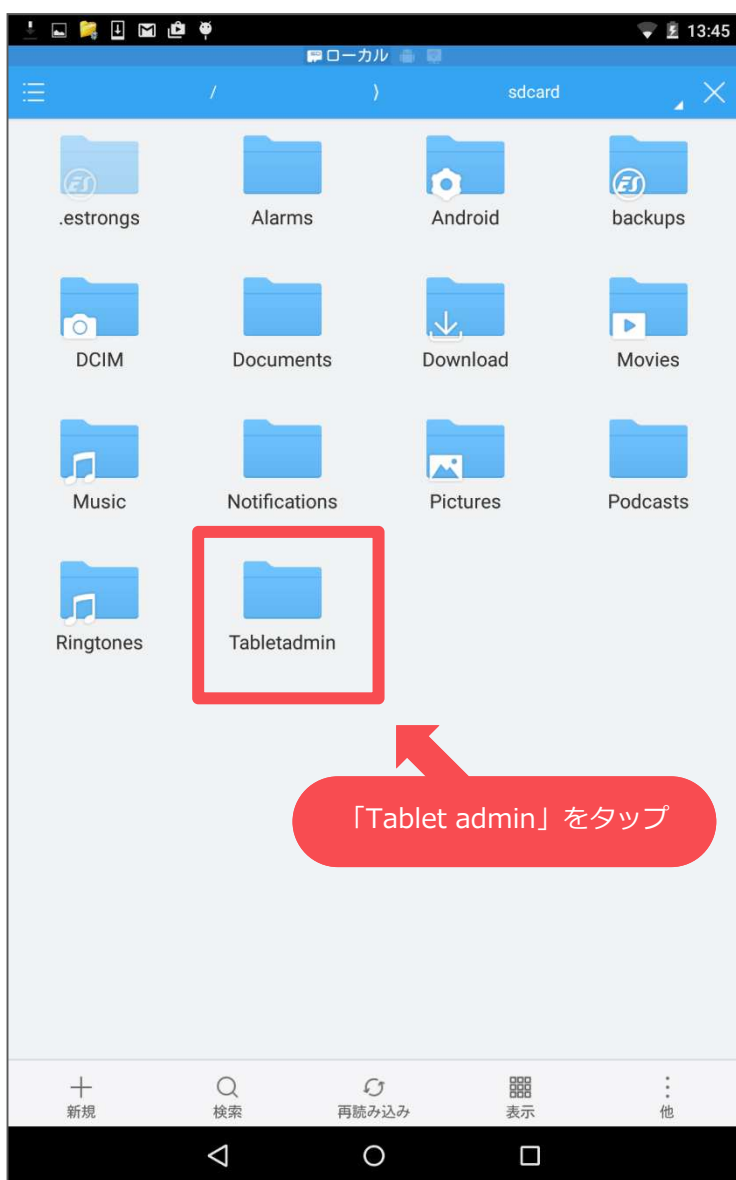 13:45
ローカル
/ 〉 sdcard
.estrongs Alarms Android backups
DCIM Documents Download Movies
Music Notifications Pictures Podcasts
Ringtones Tabletadmin
「Tablet admin」をタップ
新規 検索 再読み込み 表示 他